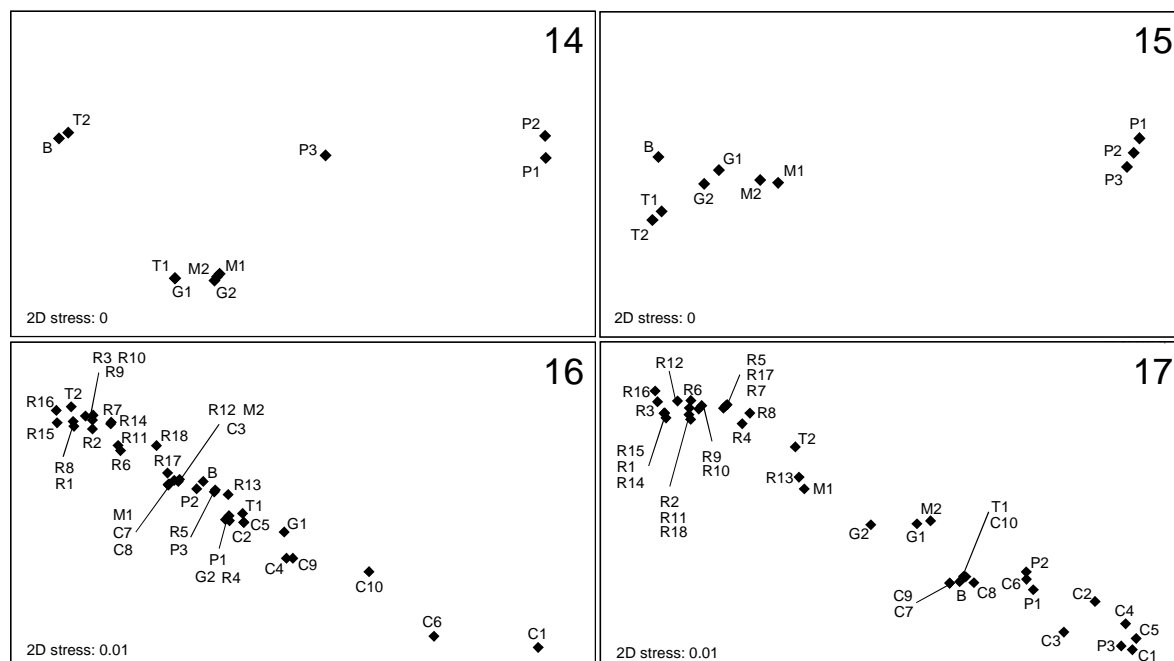 14
T2
B
P3
P2
P1
T1
G1
M2
M1
G2
2D stress: 0
15
B
G1
G2
M2
M1
T1
T2
P1
P2
P3
2D stress: 0
16
R3 R10
R9
R16
T2
R7
R14
R15
R2
R11
R6
R18
R12 M2
C3
R8
R1
R17
B
P2
R13
M1
C7
C8
R5
P3
T1
C5
C2
G1
P1
G2 R4
C4
C9
C10
C6
C1
2D stress: 0.01
17
R12
R6
R5
R17
R7
R16
R3
R8
R4
R15
R1
R14
R9
R10
T2
R13
M1
R2
R11
R18
G2
G1
M2
T1
C10
C9
C7
B
C8
P2
C6
P1
C2
C3
C4
C5
P3
C1
2D stress: 0.01